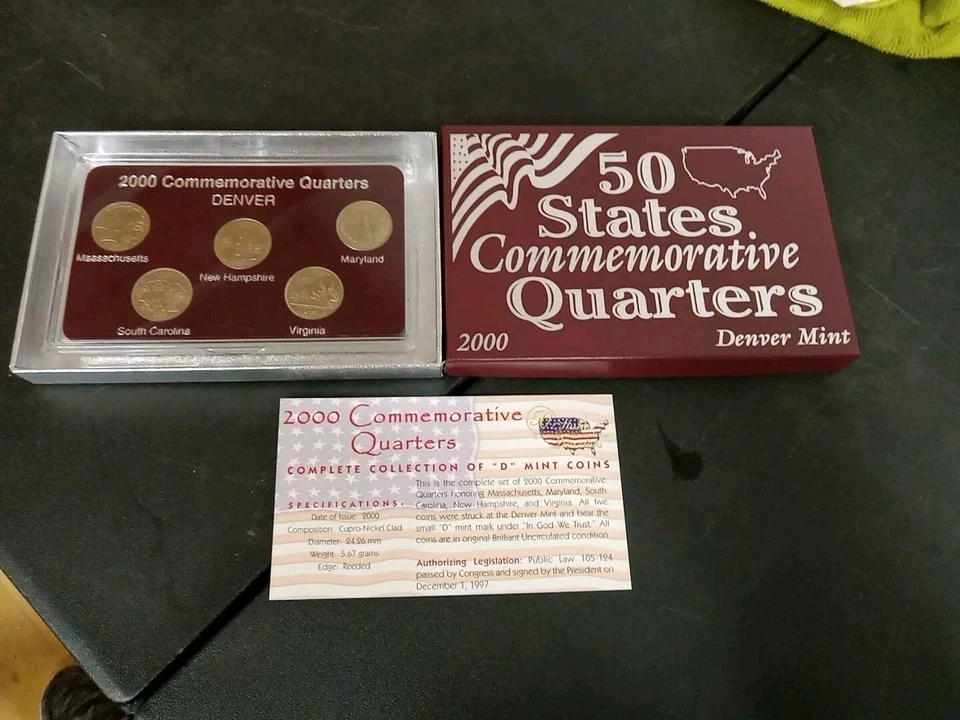 2000 Commemorative Quarters
DENVER
Massachusetts
New Hampshire
Maryland
South Carolina
Virginia
50
States
Commemorative
Quarters
2000
Denver Mint
2000 Commemorative
Quarters
COMPLETE COLLECTION OF "D" MINT COINS
SPECIFICATIONS:
Date of Issue: 2000
Composition: Cupro-Nickel Clad
Diameter: 24.26 mm
Weight: 5.67 grams
Edge: Reeded
This is the complete set of 2000 Commemorative
Quarters honoring Massachusetts, Maryland, South
Carolina, New Hampshire, and Virginia. All five
coins were struck at the Denver Mint and bear the
small "D" mint mark under "In God We Trust." All
coins are in original Brilliant Uncirculated condition.
Authorizing Legislation: Public Law 105-124
passed by Congress and signed by the President on
December 1, 1997